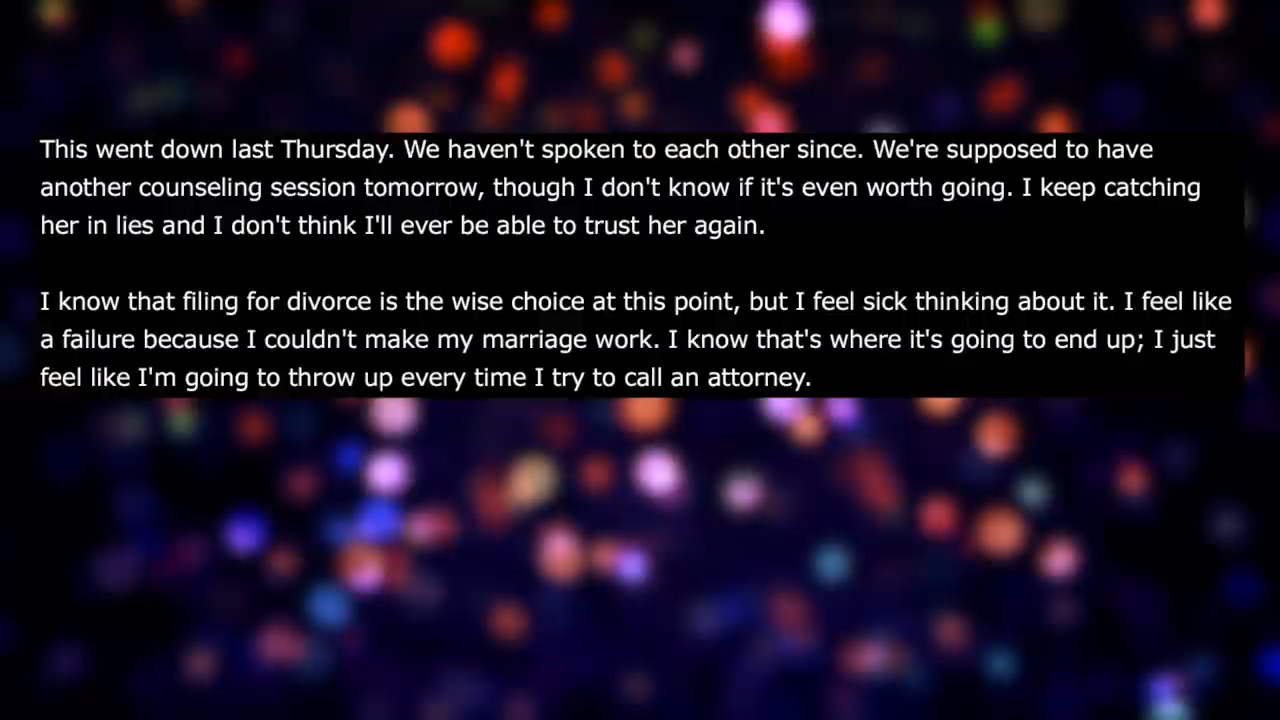 This went down last Thursday. We haven't spoken to each other since. We're supposed to have
another counseling session tomorrow, though I don't know if it's even worth going. I keep catching
her in lies and I don't think I'll ever be able to trust her again.
I know that filing for divorce is the wise choice at this point, but I feel sick thinking about it. I feel like
a failure because I couldn't make my marriage work. I know that's where it's going to end up; I just
feel like I'm going to throw up every time I try to call an attorney.